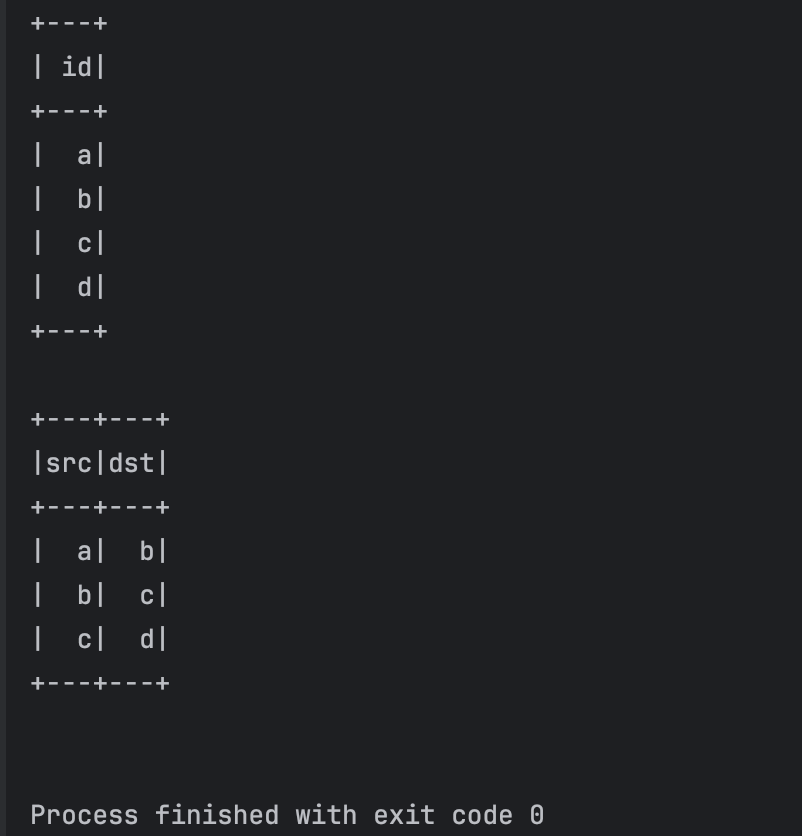 +---+
| id|
+---+
|  a|
|  b|
|  c|
|  d|
+---+

+---+---+
|src|dst|
+---+---+
|  a|  b|
|  b|  c|
|  c|  d|
+---+---+

Process finished with exit code 0